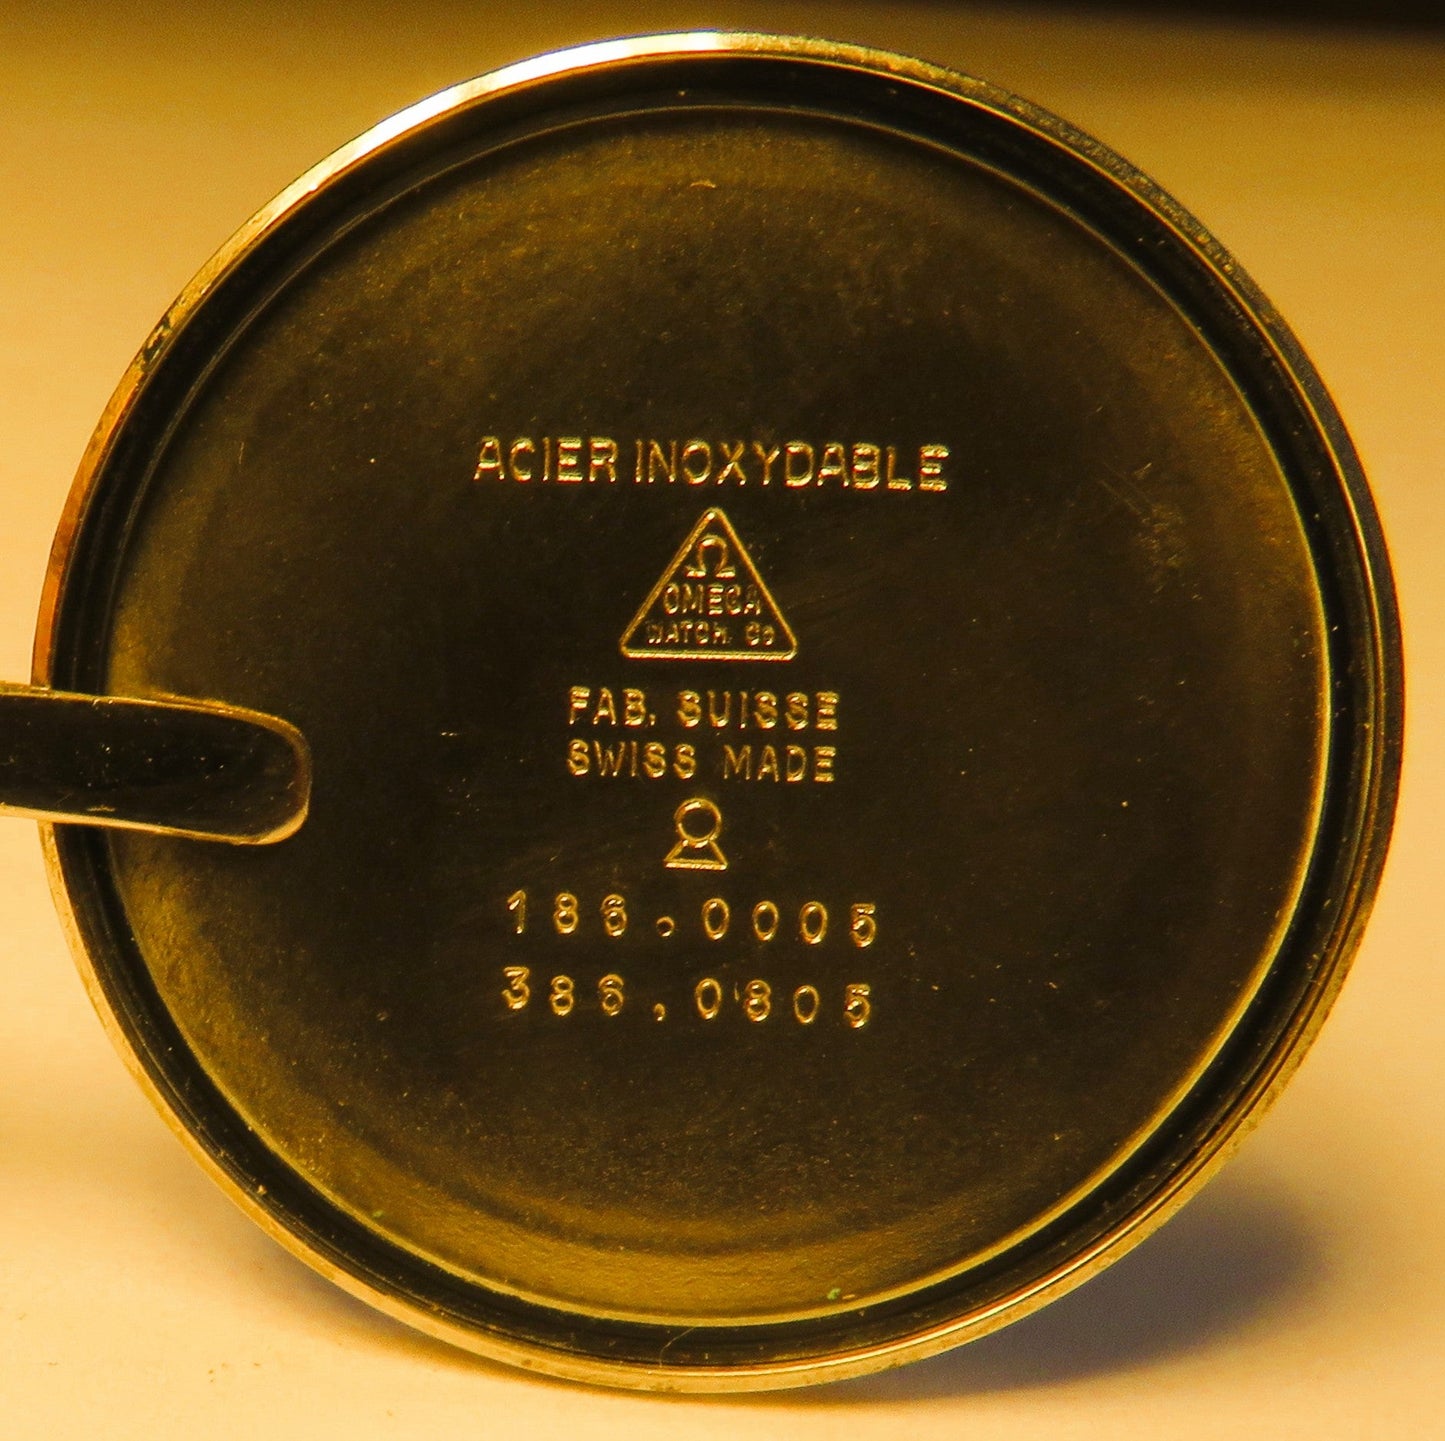 ACIER INOXYDABLE
Ω
OMEGA
WATCH Co
FAB. SUISSE
SWISS MADE
186.0005
386.0805